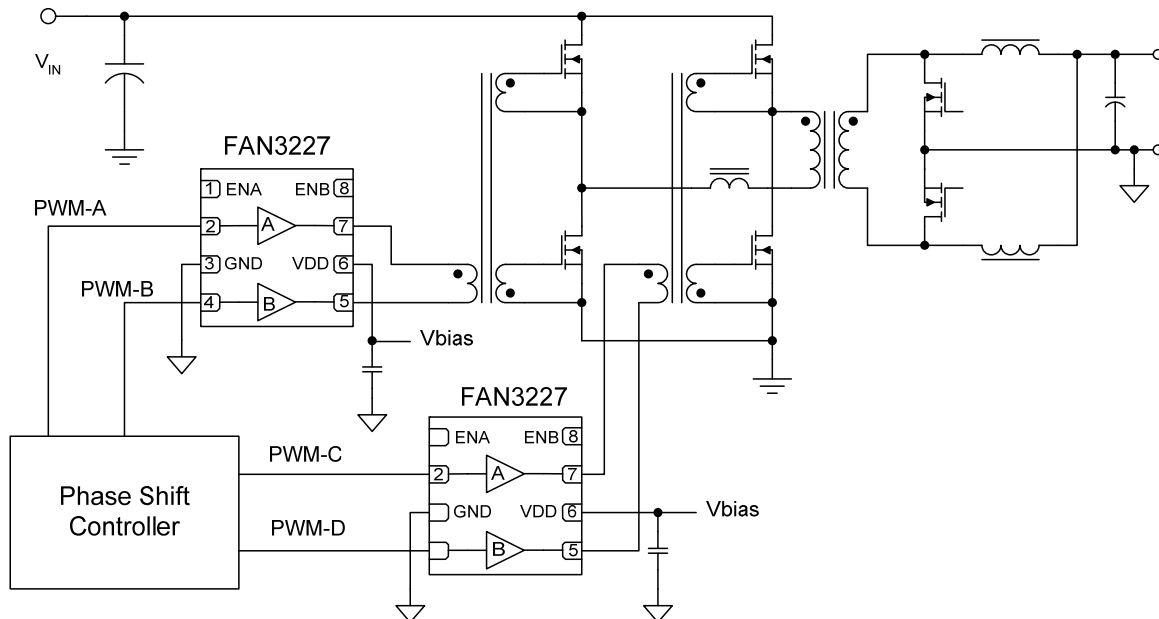 V_IN
FAN3227
1 ENA ENB 8
PWM-A
2 A 7
3 GND VDD 6
PWM-B
4 B 5
Vbias
FAN3227
ENA ENB 8
PWM-C
2 A 7
Phase Shift
Controller
GND VDD 6
Vbias
PWM-D
B 5